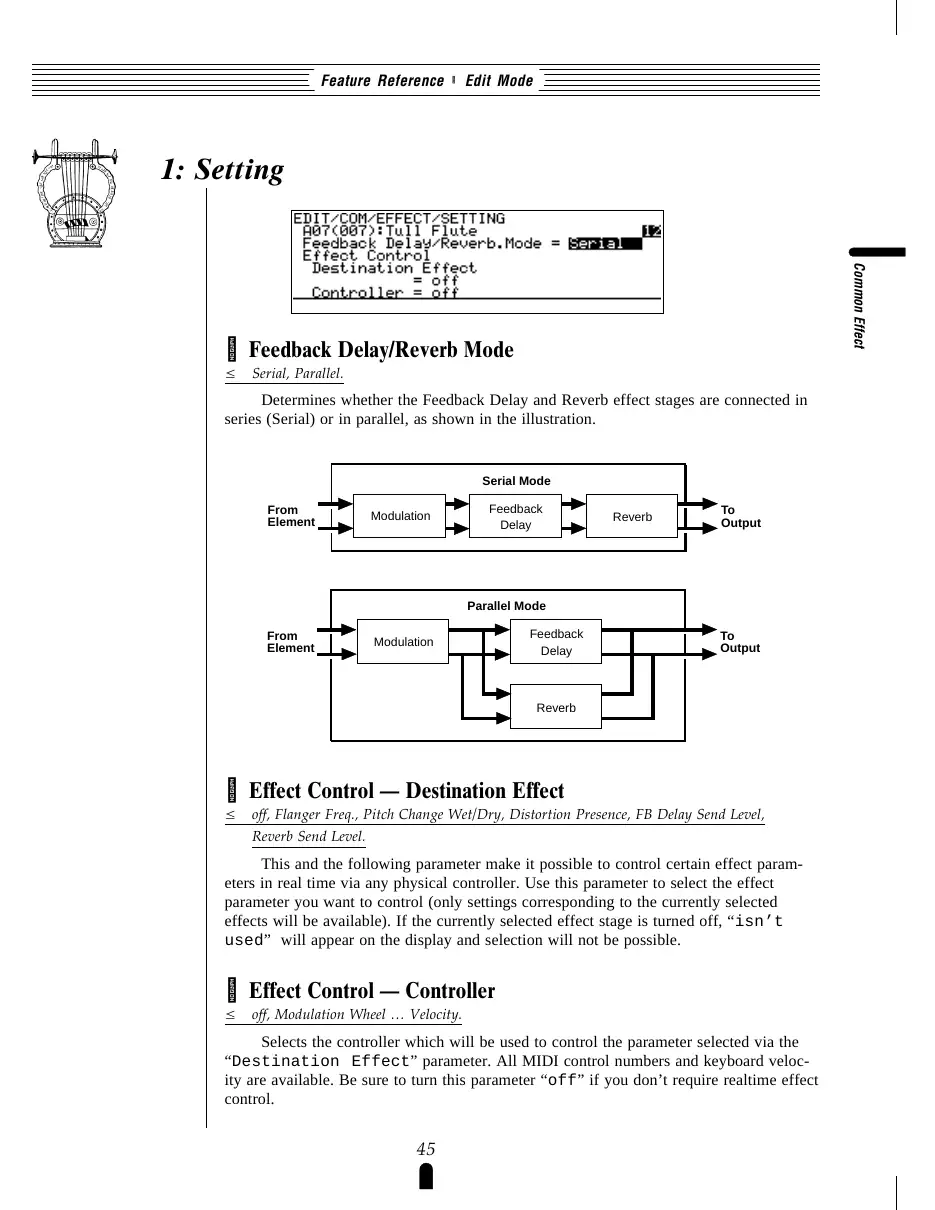 Feature Reference ▮ Edit Mode
1: Setting
EDIT/COM/EFFECT/SETTING
A07(007):Tull Flute 12
Feedback Delay/Reverb.Mode = Serial
Effect Control
Destination Effect
= off
Controller = off
Common Effect
Feedback Delay/Reverb Mode
≤ Serial, Parallel.
Determines whether the Feedback Delay and Reverb effect stages are connected in
series (Serial) or in parallel, as shown in the illustration.
Serial Mode
From
Element
Modulation
Feedback
Delay
Reverb
To
Output
Parallel Mode
From
Element
Modulation
Feedback
Delay
To
Output
Reverb
Effect Control — Destination Effect
≤ off, Flanger Freq., Pitch Change Wet/Dry, Distortion Presence, FB Delay Send Level,
Reverb Send Level.
This and the following parameter make it possible to control certain effect param-
eters in real time via any physical controller. Use this parameter to select the effect
parameter you want to control (only settings corresponding to the currently selected
effects will be available). If the currently selected effect stage is turned off, “isn’t
used” will appear on the display and selection will not be possible.
Effect Control — Controller
≤ off, Modulation Wheel … Velocity.
Selects the controller which will be used to control the parameter selected via the
“Destination Effect” parameter. All MIDI control numbers and keyboard veloc-
ity are available. Be sure to turn this parameter “off” if you don’t require realtime effect
control.
45